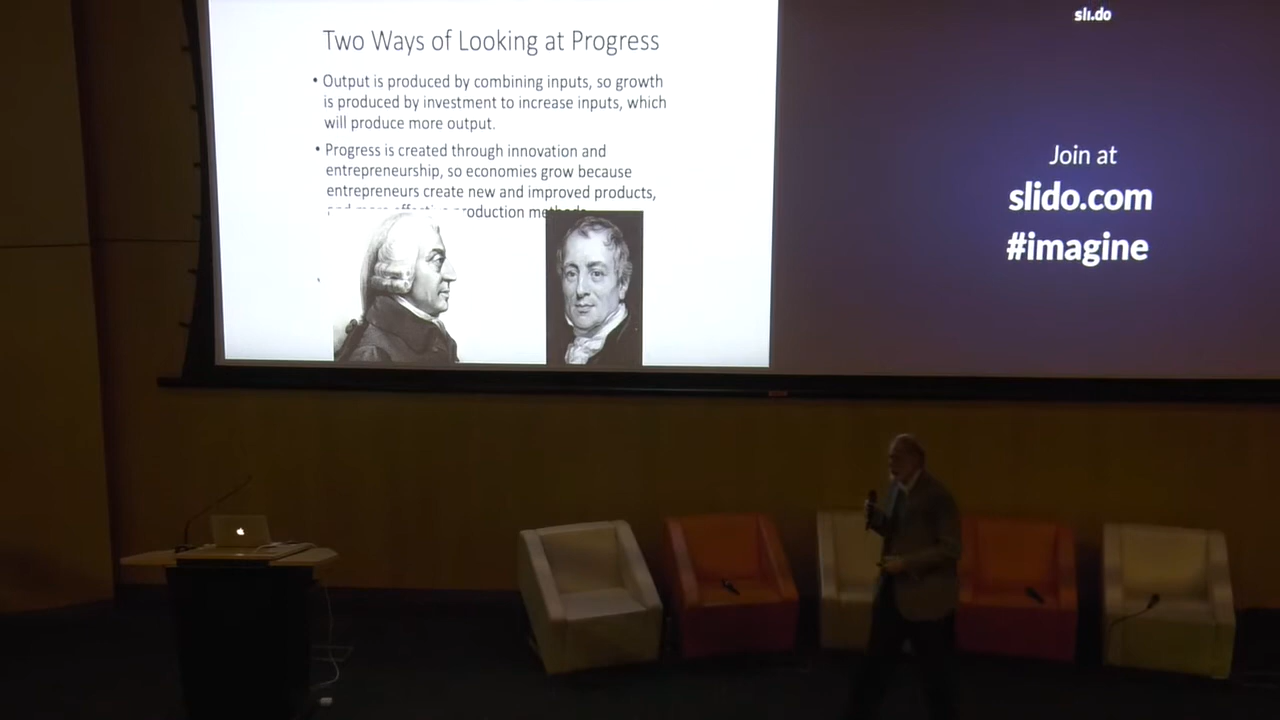 Two Ways of Looking at Progress
• Output is produced by combining inputs, so growth
is produced by investment to increase inputs, which
will produce more output.
• Progress is created through innovation and
entrepreneurship, so economies grow because
entrepreneurs create new and improved products,
production
sli.do
Join at
slido.com
#imagine